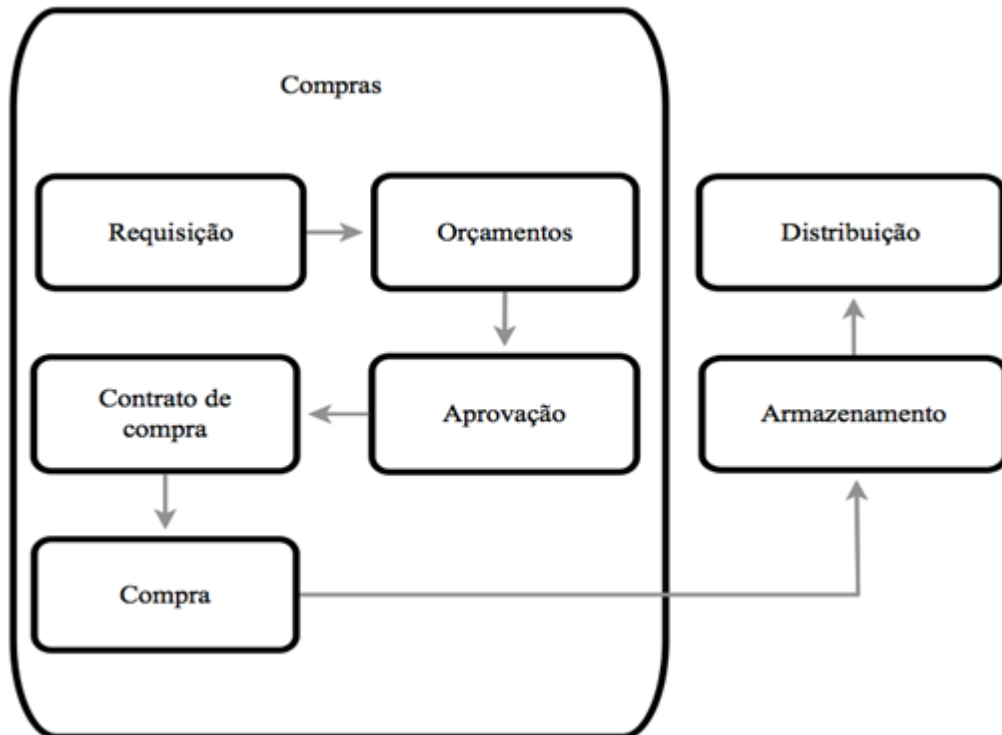 Compras
Requisição
Orçamentos
Distribuição
Contrato de
compra
Aprovação
Armazenamento
Compra